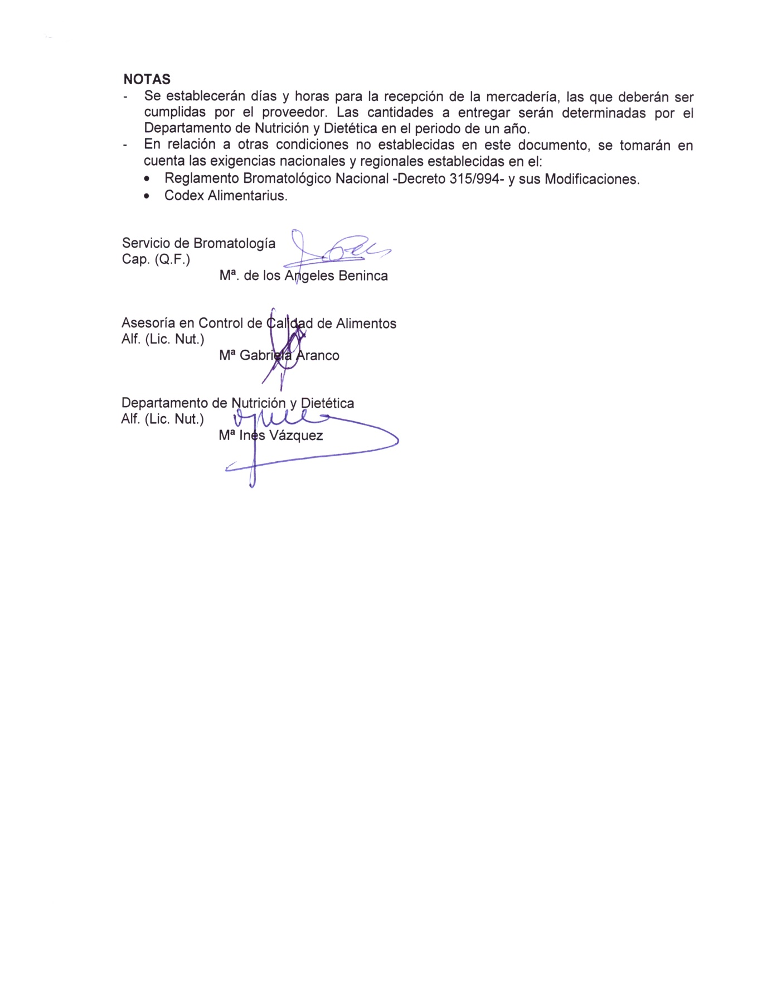 NOTAS
- Se establecerán días y horas para la recepción de la mercadería, las que deberán ser
cumplidas por el proveedor. Las cantidades a entregar serán determinadas por el
Departamento de Nutrición y Dietética en el periodo de un año.
- En relación a otras condiciones no establecidas en este documento, se tomarán en
cuenta las exigencias nacionales y regionales establecidas en el:
• Reglamento Bromatológico Nacional -Decreto 315/994- y sus Modificaciones.
• Codex Alimentarius.
Servicio de Bromatología
Cap. (Q.F.)
Mª. de los Angeles Beninca
Asesoría en Control de Calidad de Alimentos
Alf. (Lic. Nut.)
Mª Gabriela Aranco
Departamento de Nutrición y Dietética
Alf. (Lic. Nut.)
Mª Inés Vázquez